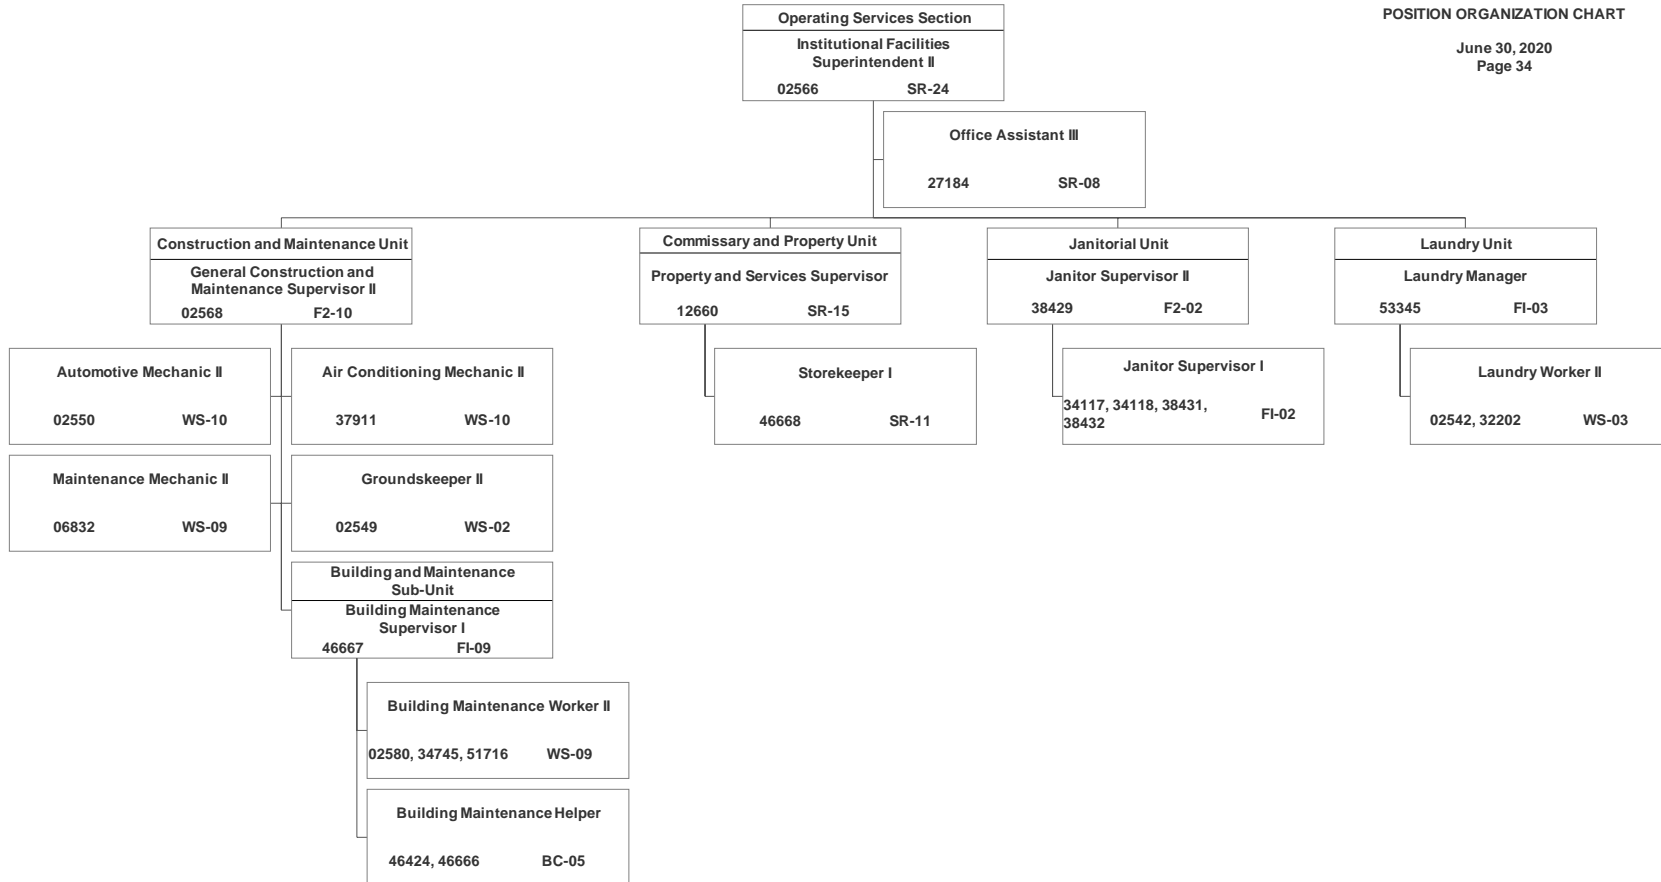 POSITION ORGANIZATION CHART
June 30, 2020
Page 34
Operating Services Section
Institutional Facilities
Superintendent II
02566 SR-24
Office Assistant III
27184 SR-08
Construction and Maintenance Unit
General Construction and
Maintenance Supervisor II
02568 F2-10
Commissary and Property Unit
Property and Services Supervisor
12660 SR-15
Janitorial Unit
Janitor Supervisor II
38429 F2-02
Laundry Unit
Laundry Manager
53345 FI-03
Automotive Mechanic II
02550 WS-10
Air Conditioning Mechanic II
37911 WS-10
Storekeeper I
46668 SR-11
Janitor Supervisor I
34117, 34118, 38431,
38432 FI-02
Laundry Worker II
02542, 32202 WS-03
Maintenance Mechanic II
06832 WS-09
Groundskeeper II
02549 WS-02
Building and Maintenance
Sub-Unit
Building Maintenance
Supervisor I
46667 FI-09
Building Maintenance Worker II
02580, 34745, 51716 WS-09
Building Maintenance Helper
46424, 46666 BC-05